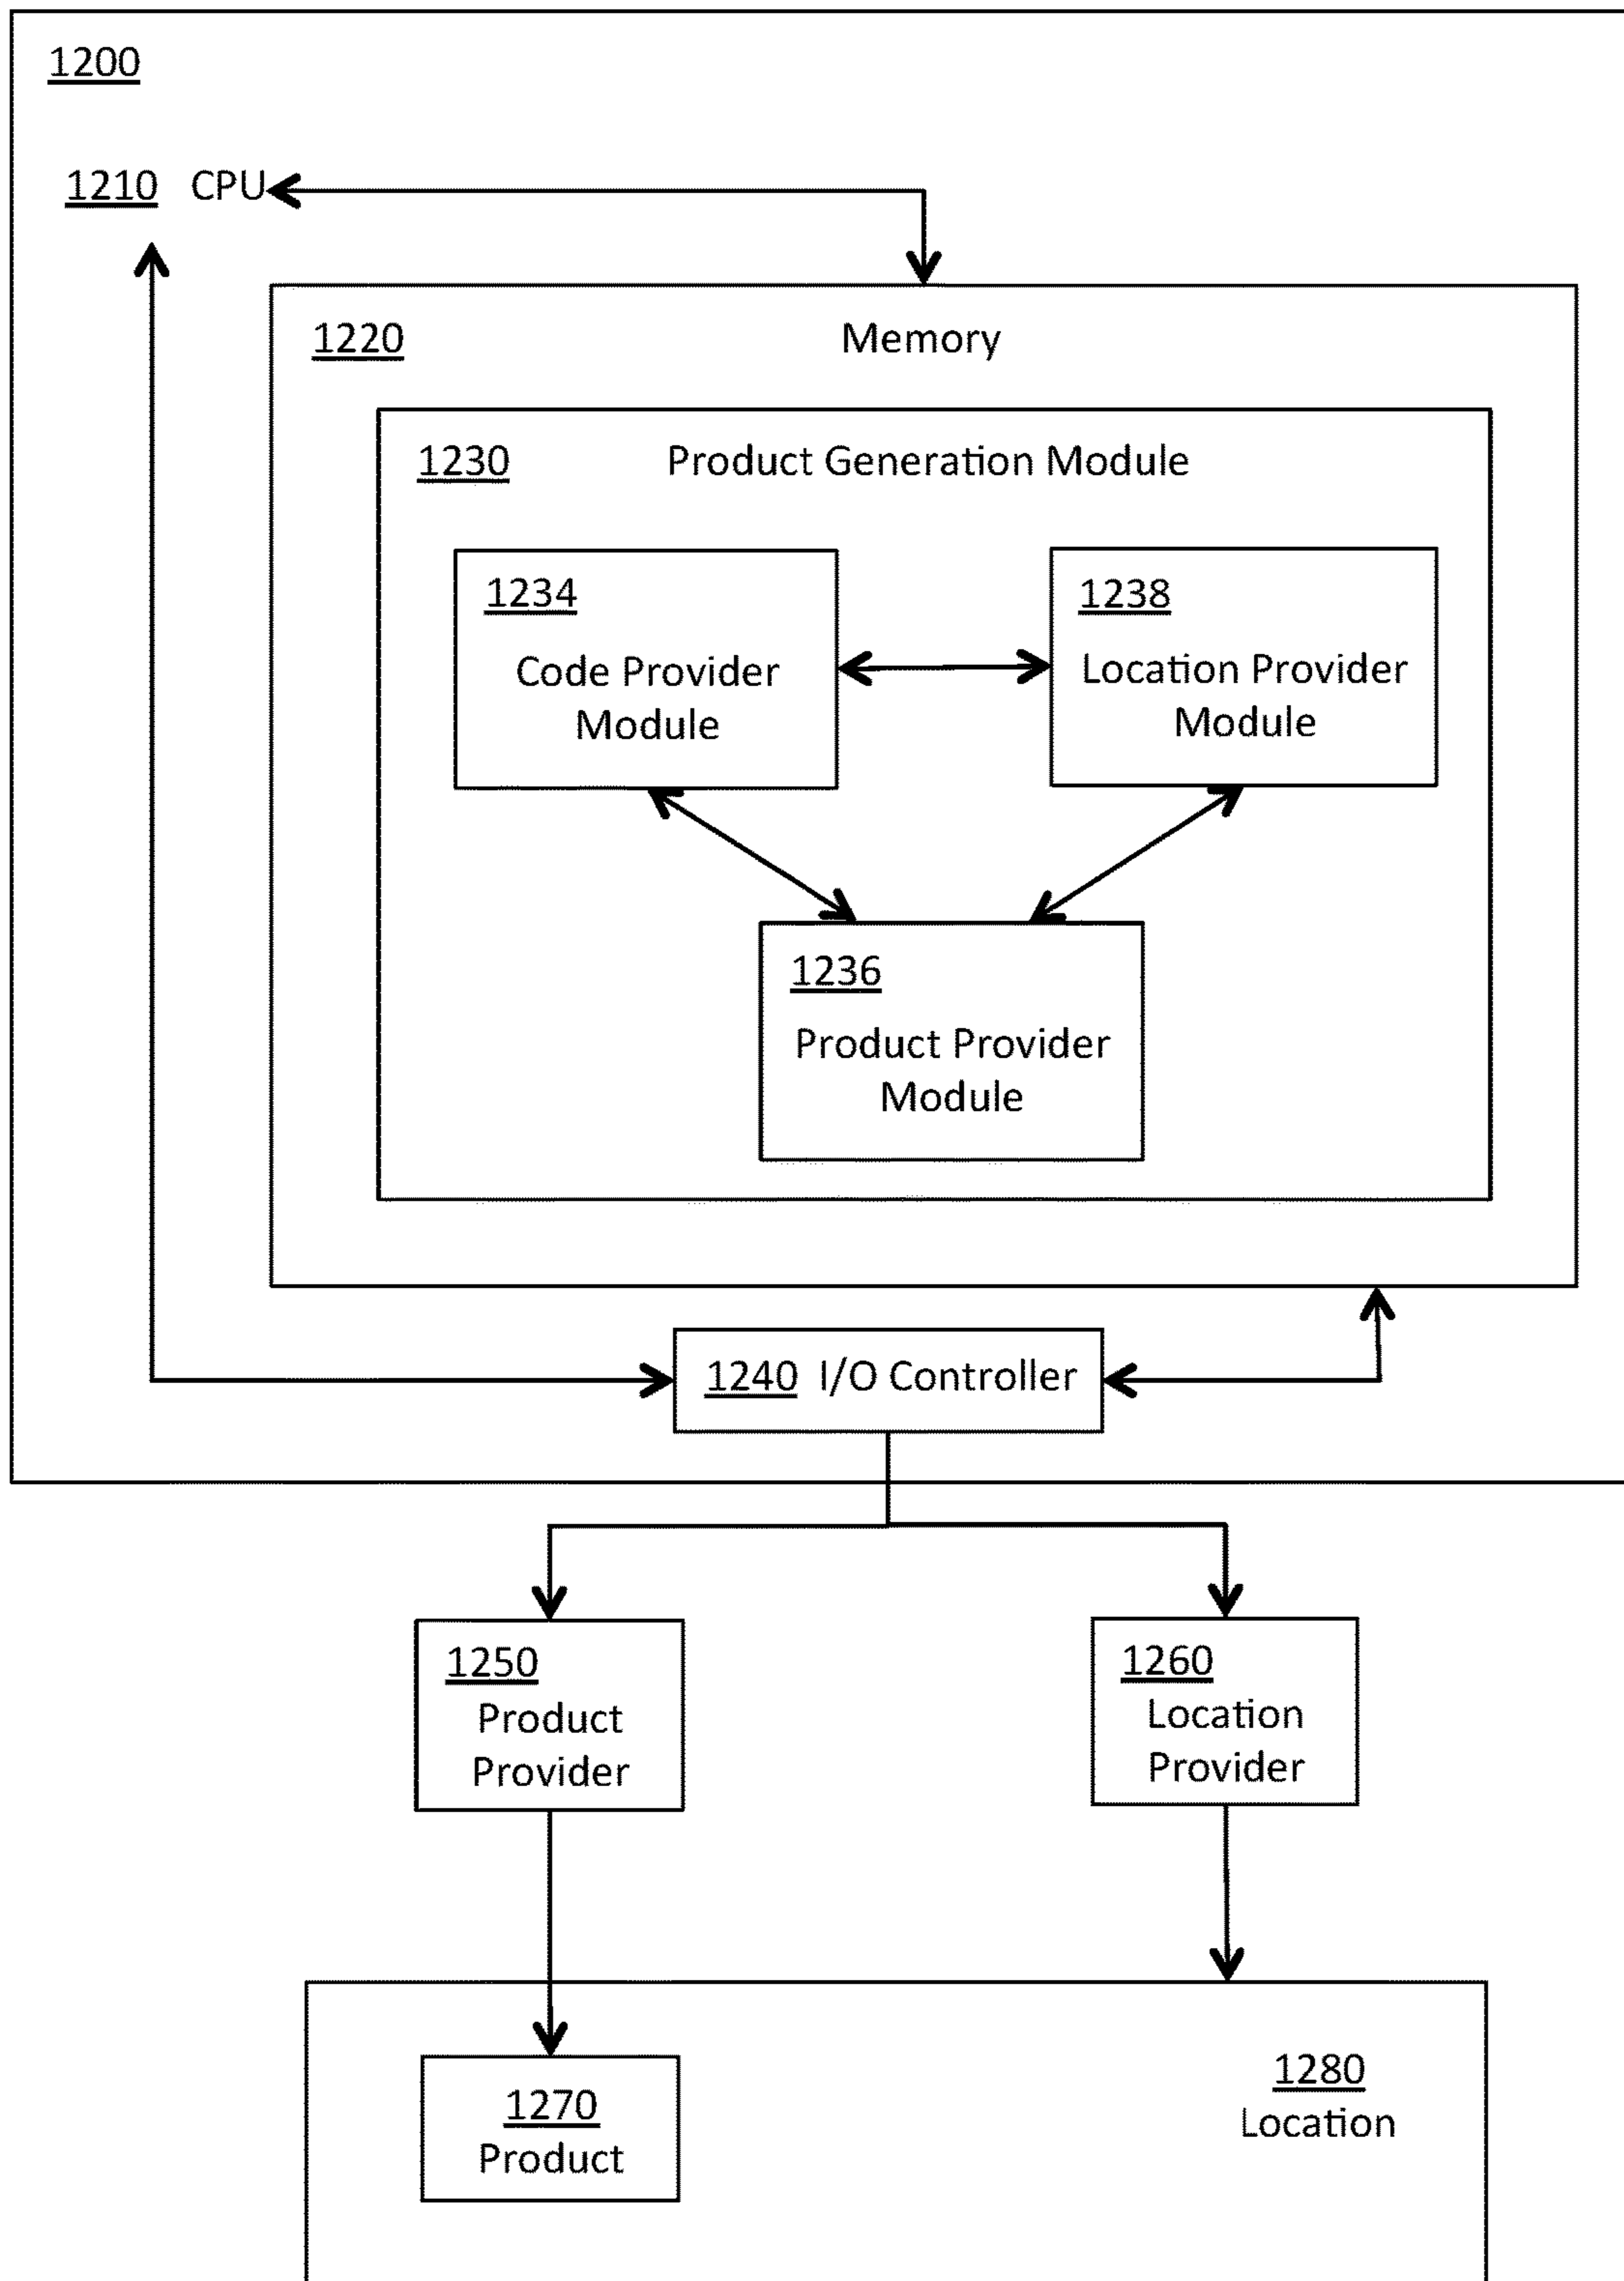 1200
1210 CPU
1220 Memory
1230 Product Generation Module
1234
Code Provider
Module
1238
Location Provider
Module
1236
Product Provider
Module
1240 I/O Controller
1250
Product
Provider
1260
Location
Provider
1270
Product
1280
Location